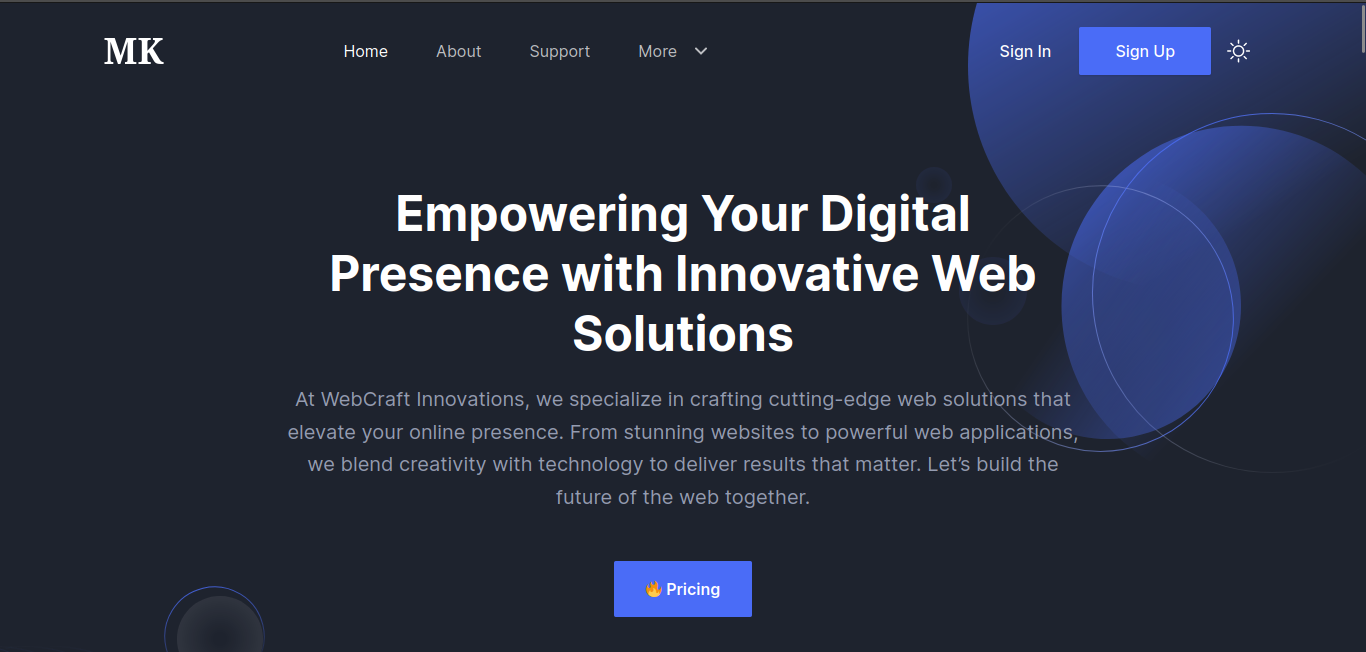 MK
Home
About
Support
More
Sign In
Sign Up
Empowering Your Digital
Presence with Innovative Web
Solutions
At WebCraft Innovations, we specialize in crafting cutting-edge web solutions that
elevate your online presence. From stunning websites to powerful web applications,
we blend creativity with technology to deliver results that matter. Let’s build the
future of the web together.
🔥 Pricing